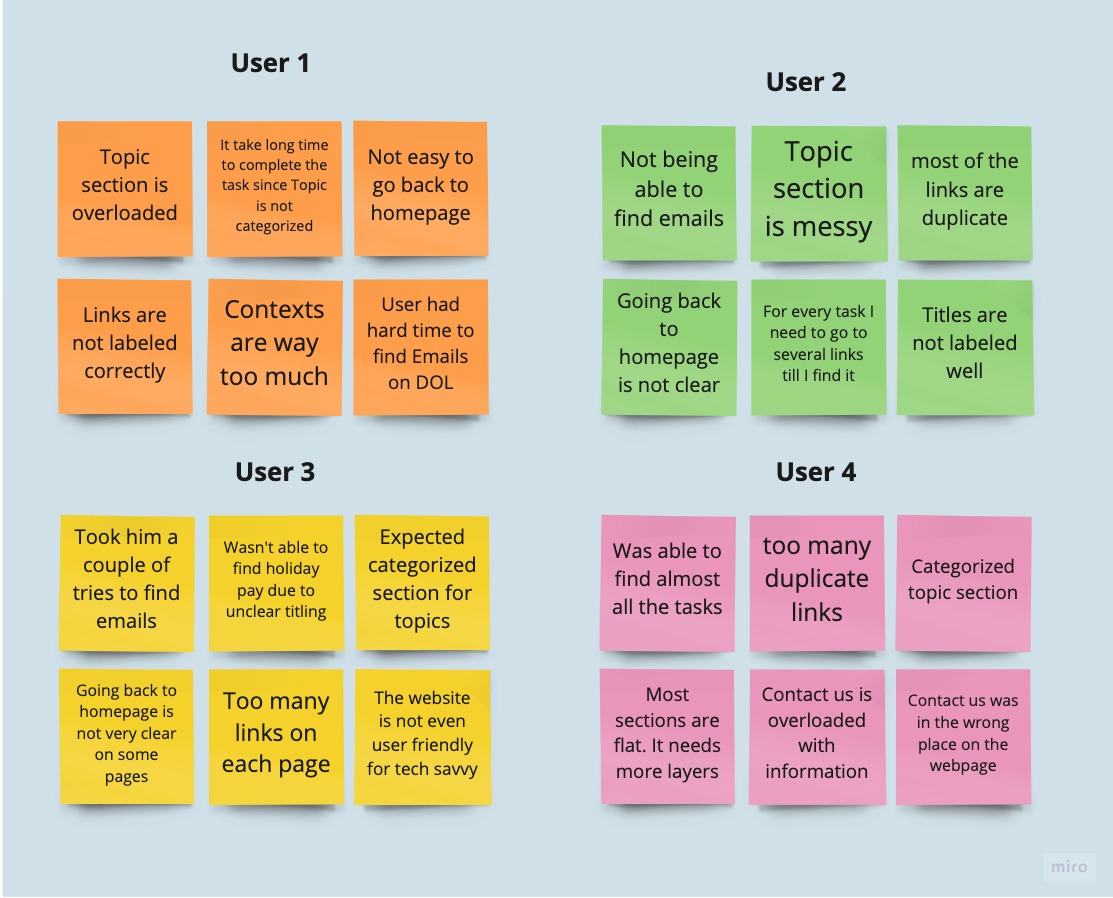 User 1
Topic
section is
overloaded
It take long time
to complete the
task since Topic
is not
categorized
Not easy to
go back to
homepage
Links are
not labeled
correctly
Contexts
are way
too much
User had
hard time to
find Emails
on DOL
User 2
Not being
able to
find emails
Topic
section
is messy
most of the
links are
duplicate
Going back
to
homepage
is not clear
For every task I
need to go to
several links
till I find it
Titles are
not labeled
well
User 3
Took him a
couple of
tries to find
emails
Wasn't able to
find holiday
pay due to
unclear titling
Expected
categorized
section for
topics
Going back to
homepage is
not very clear
on some
pages
Too many
links on
each page
The website
is not even
user friendly
for tech savvy
User 4
Was able to
find almost
all the tasks
too many
duplicate
links
Categorized
topic section
Most
sections are
flat. It needs
more layers
Contact us is
overloaded
with
information
Contact us was
in the wrong
place on the
webpage
miro